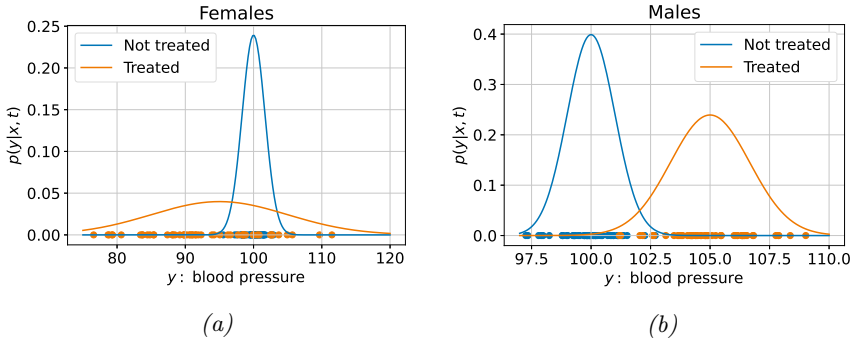 Females
Not treated
Treated
p(y|x, t)
0.25
0.20
0.15
0.10
0.05
0.00
80
90
100
110
120
y: blood pressure
(a)
Males
Not treated
Treated
p(y|x, t)
0.4
0.3
0.2
0.1
0.0
97.5
100.0
102.5
105.0
107.5
110.0
y: blood pressure
(b)